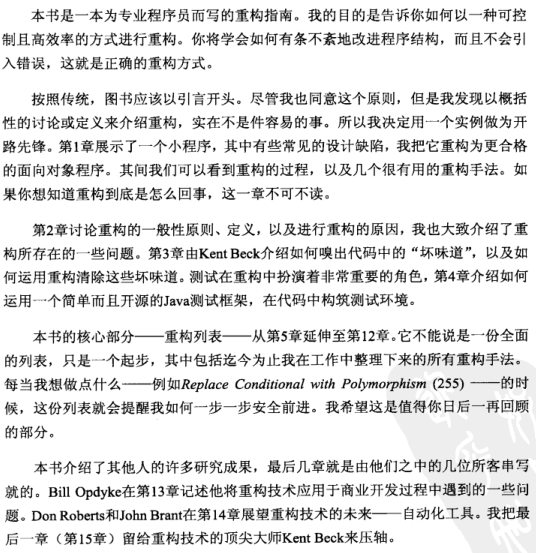 本书是一本为专业程序员而写的重构指南。我的目的是告诉你如何以一种可控
制且高效率的方式进行重构。你将学会如何有条不紊地改进程序结构，而且不会引
入错误，这就是正确的重构方式。
按照传统，图书应该以引言开头。尽管我也同意这个原则，但是我发现以概括
性的讨论或定义来介绍重构，实在不是件容易的事。所以我决定用一个实例做为开
路先锋。第1章展示了一个小程序，其中有些常见的设计缺陷，我把它重构为更合格
的面向对象程序。其间我们可以看到重构的过程，以及几个很有用的重构手法。如
果你想知道重构到底是怎么回事，这一章不可不读。
第2章讨论重构的一般性原则、定义，以及进行重构的原因，我也大致介绍了重
构所存在的一些问题。第3章由Kent Beck介绍如何嗅出代码中的“坏味道”，以及如
何运用重构清除这些坏味道。测试在重构中扮演着非常重要的角色，第4章介绍如何
运用一个简单而且开源的Java测试框架，在代码中构筑测试环境。
本书的核心部分——重构列表——从第5章延伸至第12章。它不能说是一份全面
的列表，只是一个起步，其中包括迄今为止我在工作中整理下来的所有重构手法。
每当我想做点什么——例如Replace Conditional with Polymorphism (255) ——的时
候，这份列表就会提醒我如何一步一步安全前进。我希望这是值得你日后一再回顾
的部分。
本书介绍了其他人的许多研究成果，最后几章就是由他们之中的几位所客串写
就的。Bill Opdyke在第13章记述他将重构技术应用于商业开发过程中遇到的一些问
题。Don Roberts和John Brant在第14章展望重构技术的未来——自动化工具。我把最
后一章（第15章）留给重构技术的顶尖大师Kent Beck来压轴。